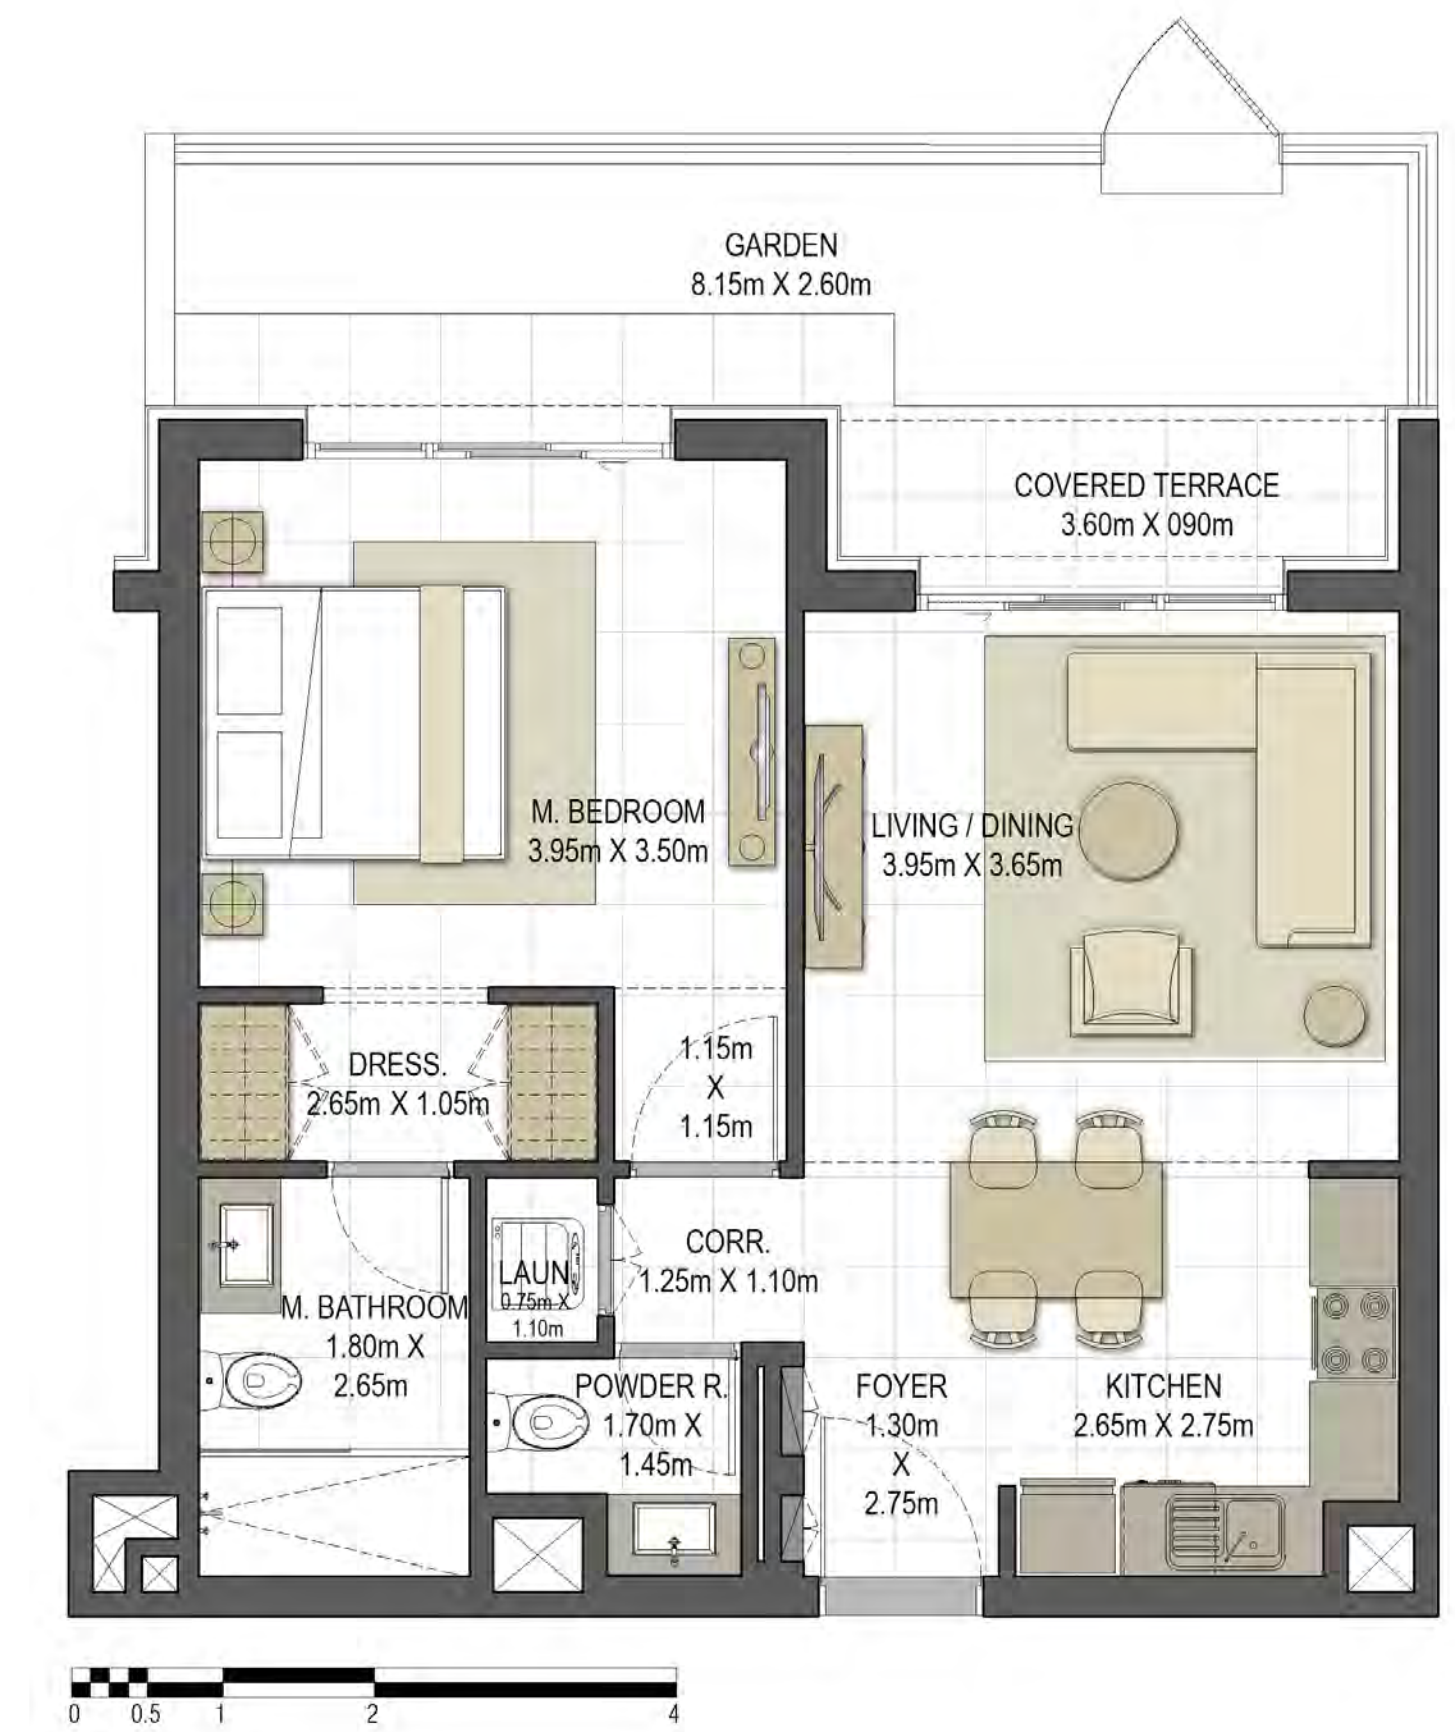 GARDEN
8.15m X 2.60m
COVERED TERRACE
3.60m X 090m
M. BEDROOM
3.95m X 3.50m
LIVING / DINING
3.95m X 3.65m
DRESS.
2.65m X 1.05m
1.15m
X
1.15m
CORR.
1.25m X 1.10m
LAUN.
0.75m X
1.10m
M. BATHROOM
1.80m X
2.65m
POWDER R.
1.70m X
1.45m
FOYER
1.30m
X
2.75m
KITCHEN
2.65m X 2.75m
0 0.5 1 2 4